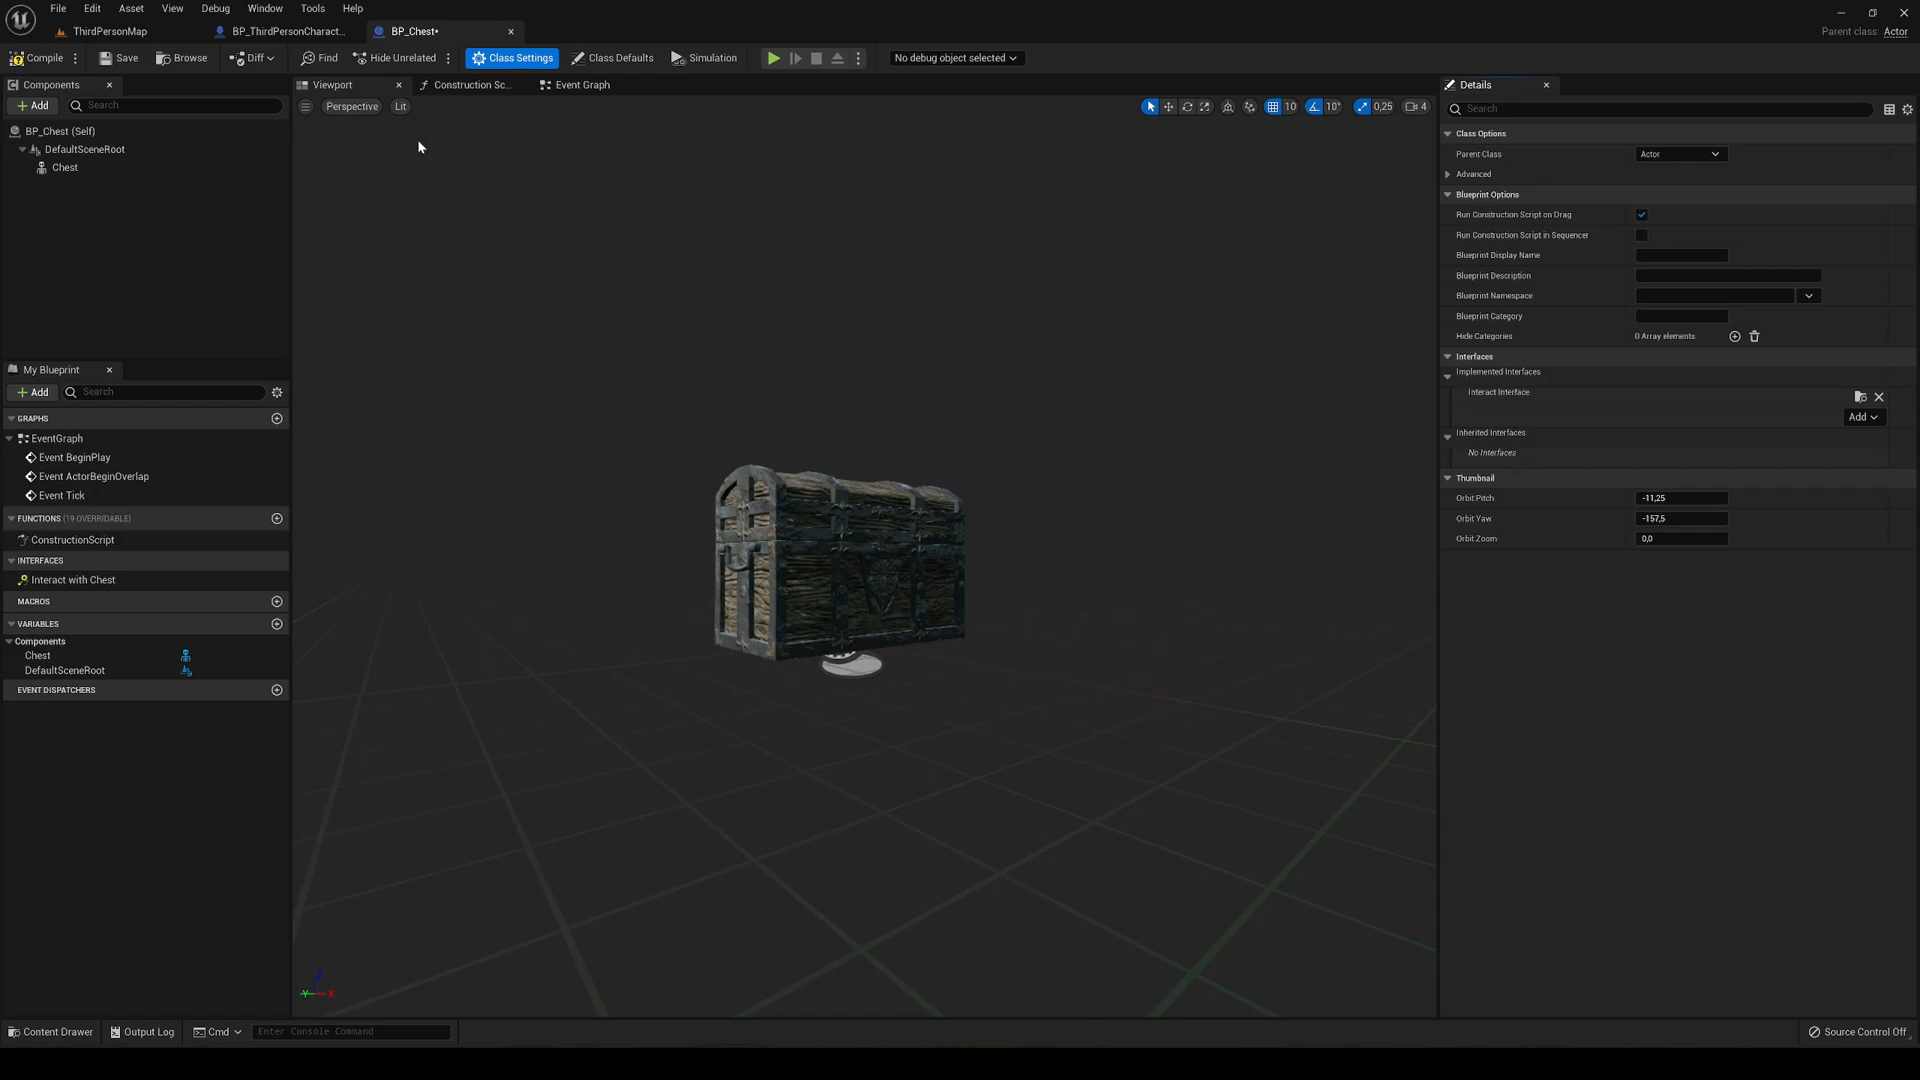 File Edit Asset View Debug Window Tools Help
ThirdPersonMap BP_ThirdPersonCharact... BP_Chest*
Parent class: Actor
Compile Save Browse Diff Find Hide Unrelated Class Settings Class Defaults Simulation No debug object selected
Components
Add Search
BP_Chest (Self)
DefaultSceneRoot
Chest
My Blueprint
Add Search
GRAPHS
EventGraph
Event BeginPlay
Event ActorBeginOverlap
Event Tick
FUNCTIONS (19 OVERRIDABLE)
ConstructionScript
INTERFACES
Interact with Chest
MACROS
VARIABLES
Components
Chest
DefaultSceneRoot
EVENT DISPATCHERS
Viewport Construction Sc... Event Graph
Perspective Lit 10 10° 0,25 4
Z
Y X
Details
Search
Class Options
Parent Class Actor
Advanced
Blueprint Options
Run Construction Script on Drag
Run Construction Script in Sequencer
Blueprint Display Name
Blueprint Description
Blueprint Namespace
Blueprint Category
Hide Categories 0 Array elements
Interfaces
Implemented Interfaces
Interact Interface
Add
Inherited Interfaces
No Interfaces
Thumbnail
Orbit Pitch -11,25
Orbit Yaw -157,5
Orbit Zoom 0,0
Content Drawer Output Log Cmd Enter Console Command Source Control Off